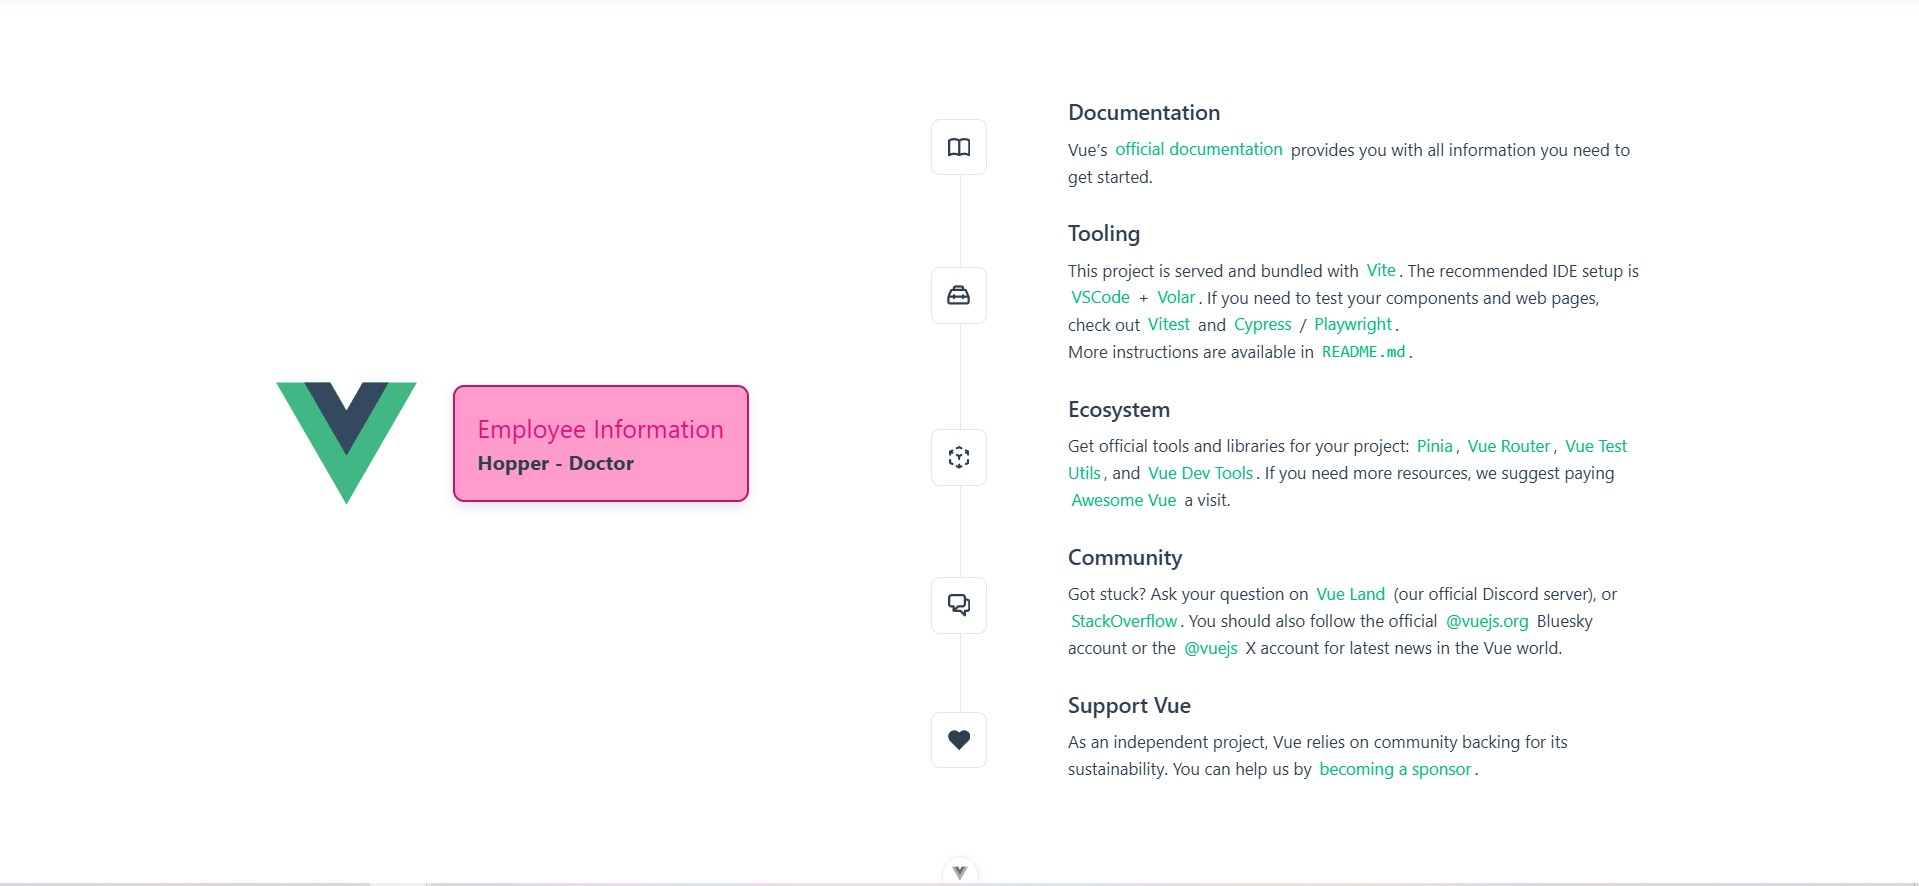 Employee Information
Hopper - Doctor
Documentation
Vue’s official documentation provides you with all information you need to
get started.
Tooling
This project is served and bundled with Vite. The recommended IDE setup is
VSCode + Volar. If you need to test your components and web pages,
check out Vitest and Cypress / Playwright.
More instructions are available in README.md.
Ecosystem
Get official tools and libraries for your project: Pinia, Vue Router, Vue Test
Utils, and Vue Dev Tools. If you need more resources, we suggest paying
Awesome Vue a visit.
Community
Got stuck? Ask your question on Vue Land (our official Discord server), or
StackOverflow. You should also follow the official @vuejs.org Bluesky
account or the @vuejs X account for latest news in the Vue world.
Support Vue
As an independent project, Vue relies on community backing for its
sustainability. You can help us by becoming a sponsor.